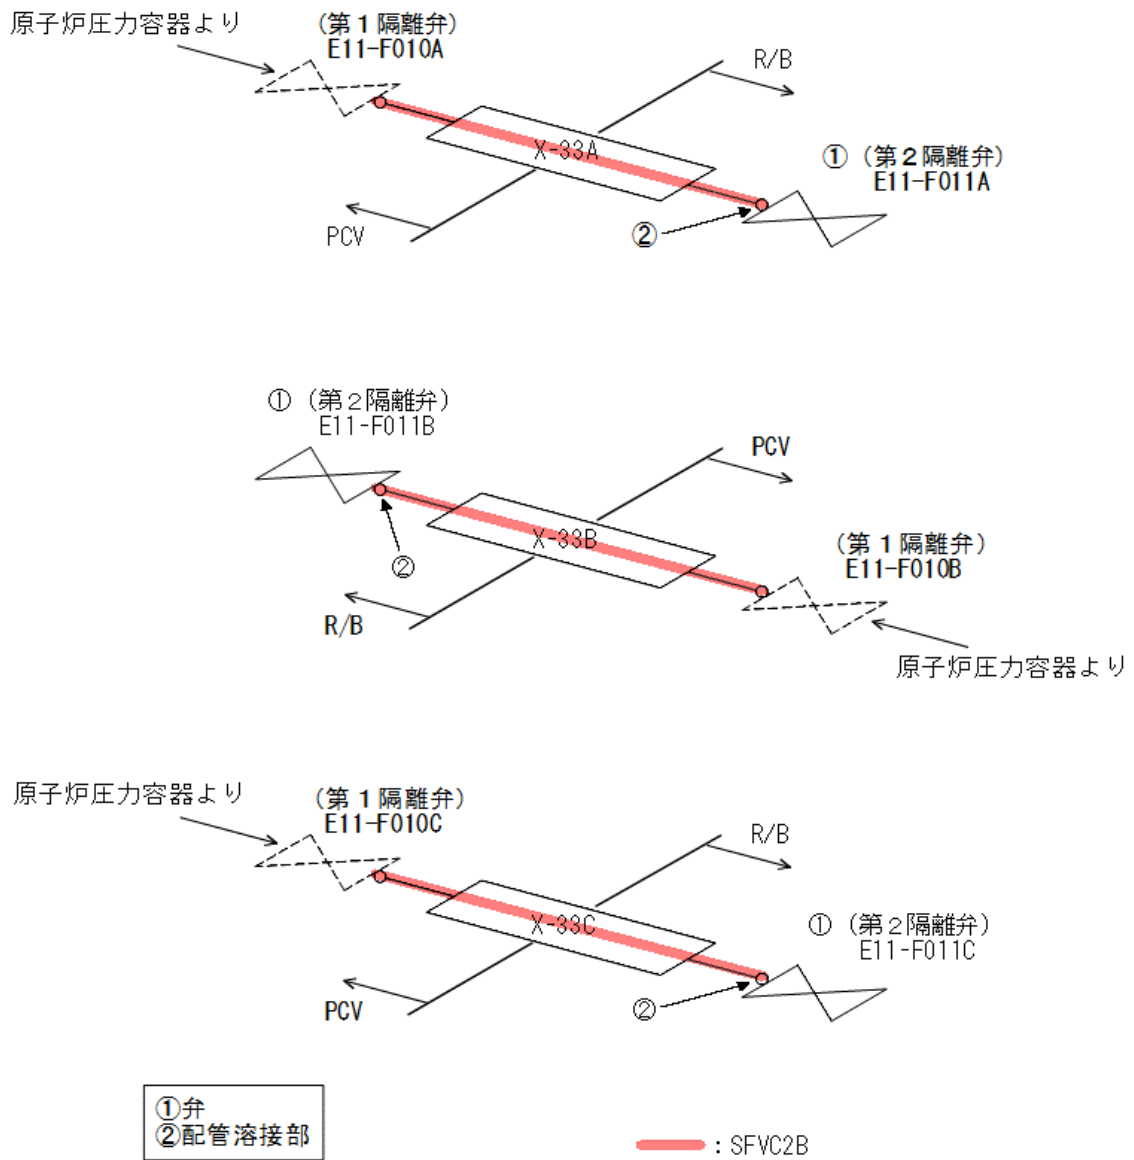 原子炉圧力容器より
(第1隔離弁)
E11-F010A
R/B
X-33A
① (第2隔離弁)
E11-F011A
PCV
②
① (第2隔離弁)
E11-F011B
PCV
X-33B
②
(第1隔離弁)
E11-F010B
R/B
原子炉圧力容器より
原子炉圧力容器より
(第1隔離弁)
E11-F010C
R/B
X-33C
① (第2隔離弁)
E11-F011C
PCV
②
①弁
②配管溶接部
: SFVC2B